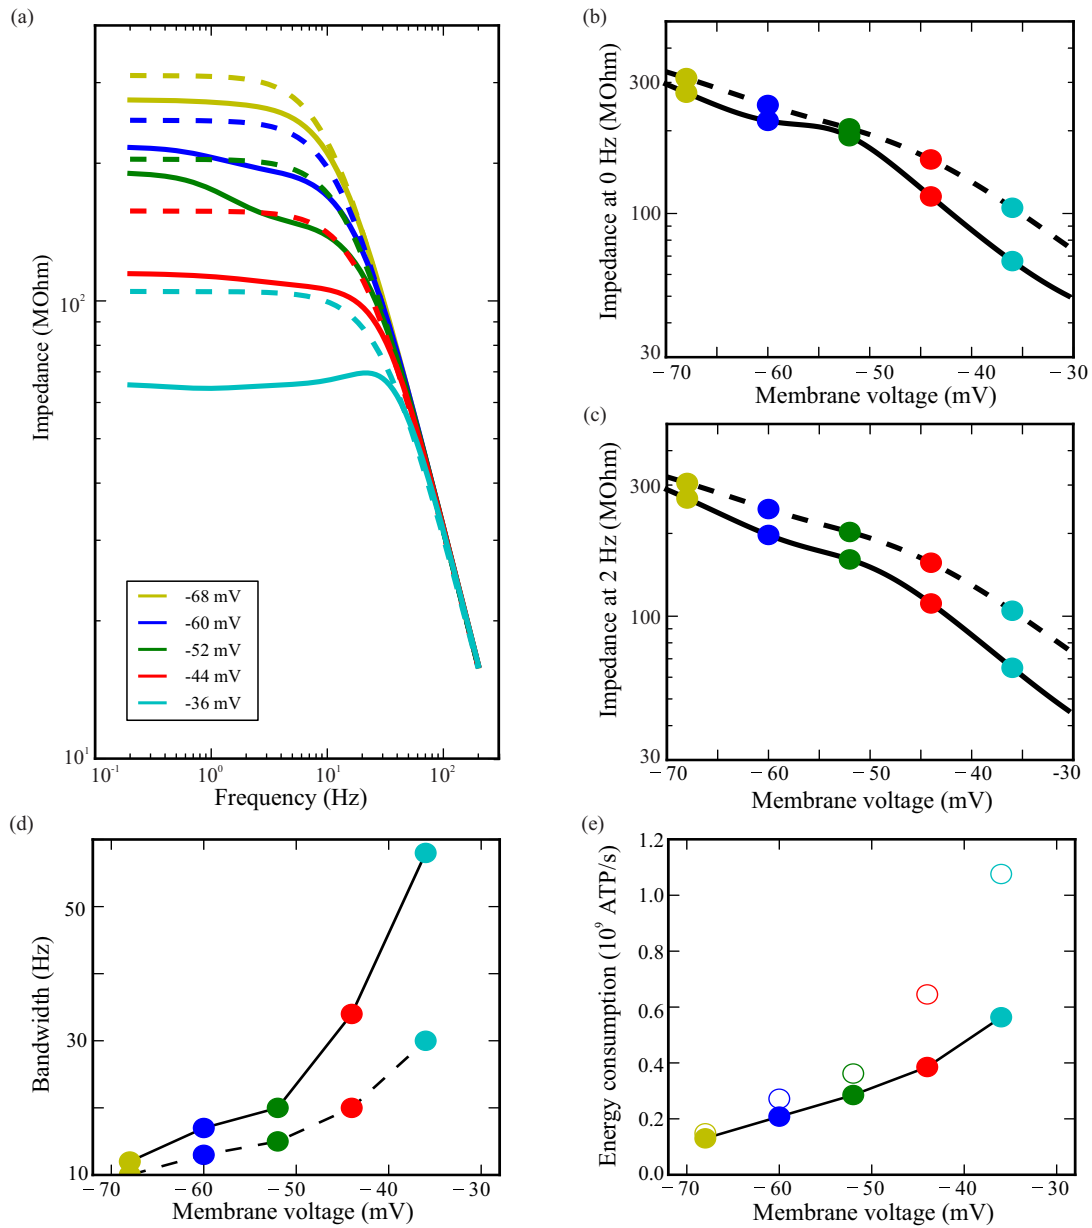 (a)
Impedance (MOhm)
10²
10¹
10⁻¹
10⁰
10¹
10²
Frequency (Hz)
-68 mV
-60 mV
-52 mV
-44 mV
-36 mV
(b)
Impedance at 0 Hz (MOhm)
300
100
30
−70
−60
−50
−40
−30
Membrane voltage (mV)
(c)
Impedance at 2 Hz (MOhm)
300
100
30
−70
−60
−50
−40
-30
Membrane voltage (mV)
(d)
Bandwidth (Hz)
50
30
10
−70
−60
−50
−40
−30
Membrane voltage (mV)
(e)
Energy consumption (10⁹ ATP/s)
1.2
1.0
0.8
0.6
0.4
0.2
0.0
−70
−60
−50
−40
−30
Membrane voltage (mV)